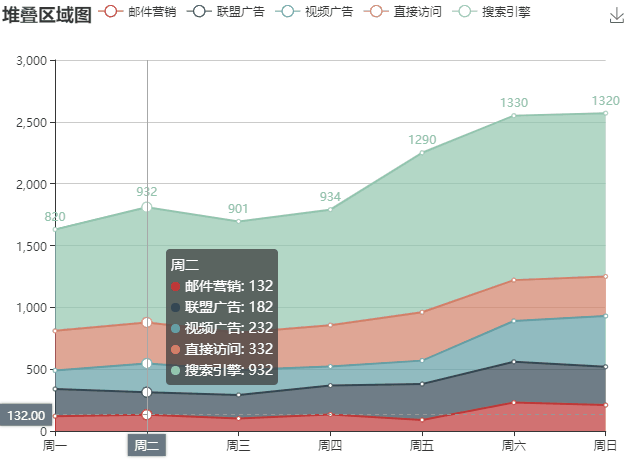 堆叠区域图 邮件营销 联盟广告 视频广告 直接访问 搜索引擎
3,000
2,500
2,000
1,500
1,000
500
0
820
932
901
934
1290
1330
1320
周二
邮件营销: 132
联盟广告: 182
视频广告: 232
直接访问: 332
搜索引擎: 932
132.00
周一 周二 周三 周四 周五 周六 周日